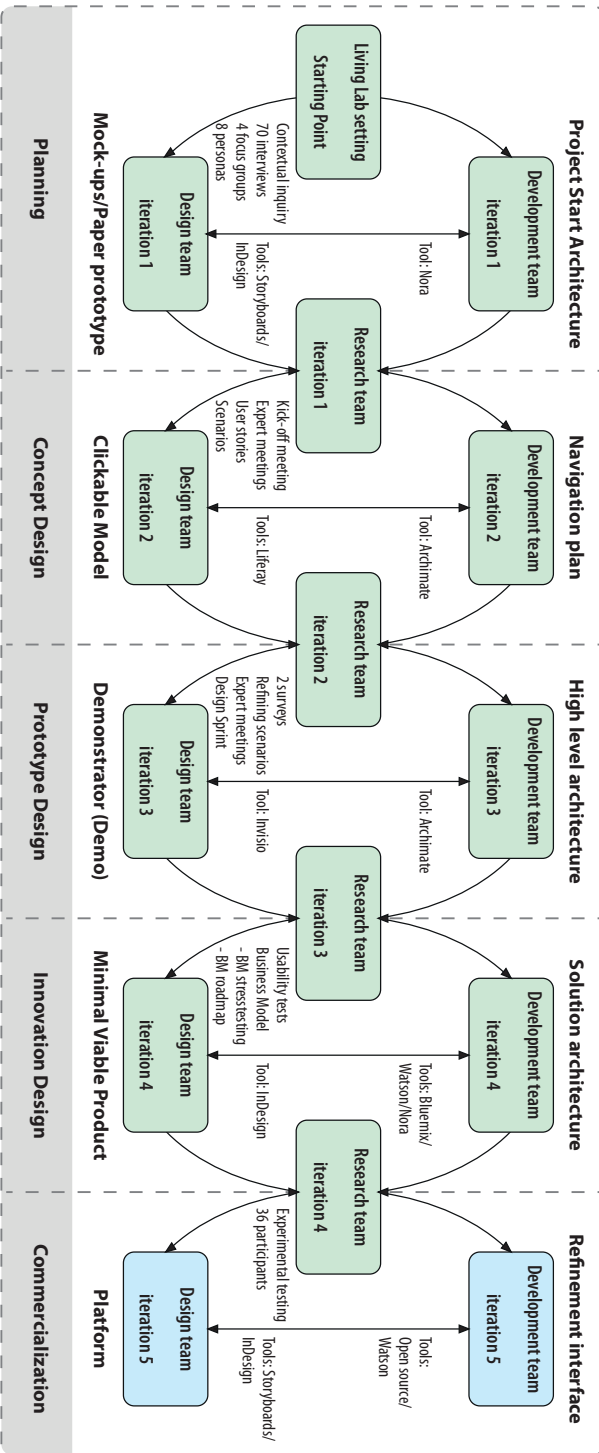 Project Start Architecture
Navigation plan
High level architecture
Solution architecture
Refinement interface
Development team
iteration 1
Development team
iteration 2
Development team
iteration 3
Development team
iteration 4
Development team
iteration 5
Tool: Nora
Tool: Archimate
Tool: Archimate
Tools: Bluemix/
Watson/Nora
Tools:
Open source/
Watson
Living Lab setting
Starting Point
Research team
iteration 1
Research team
iteration 2
Research team
iteration 3
Research team
iteration 4
Contextual inquiry
70 interviews
4 focus groups
8 personas
Tools: Storyboards/
InDesign
Kick-off meeting
Expert meetings
User stories
Scenarios
Tools: Liferay
2 surveys
Refining scenarios
Expert meetings
Design Sprint
Tool: Invisio
Usability tests
Business Model
- BM stresstesting
- BM roadmap
Tool: InDesign
Experimental testing
36 participants
Tools: Storyboards/
InDesign
Design team
iteration 1
Design team
iteration 2
Design team
iteration 3
Design team
iteration 4
Design team
iteration 5
Mock-ups/Paper prototype
Clickable Model
Demonstrator (Demo)
Minimal Viable Product
Platform
Planning
Concept Design
Prototype Design
Innovation Design
Commercialization